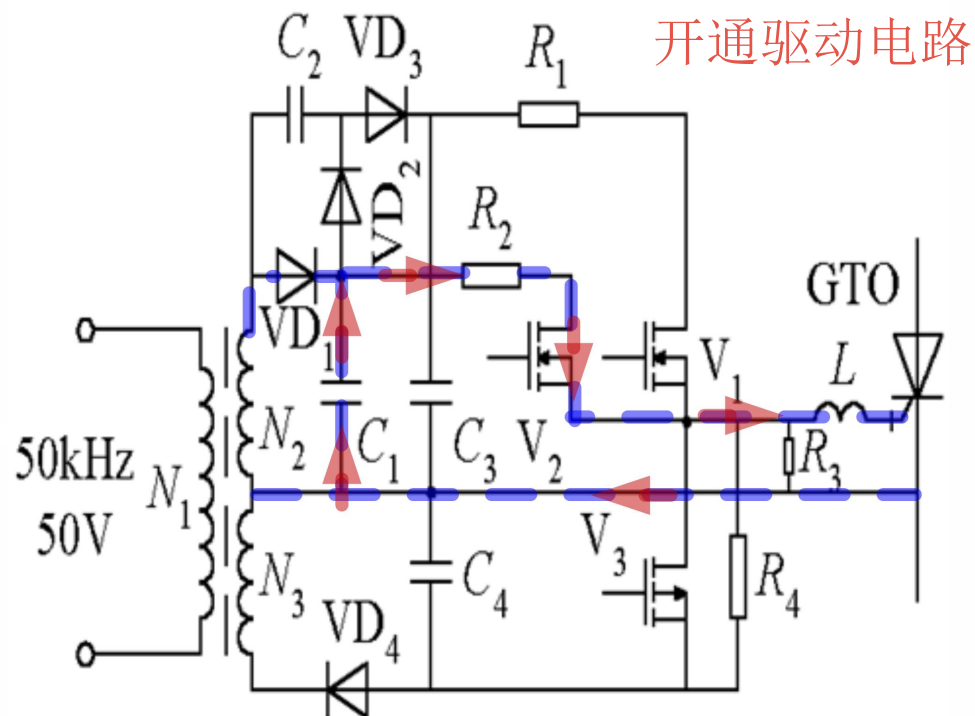 开通驱动电路
C2 VD3 R1
VD2
R2
GTO
VD1
V1 L
N2 C1 C3 V2 R3
50kHz N1
50V
V3
N3 C4 R4
VD4